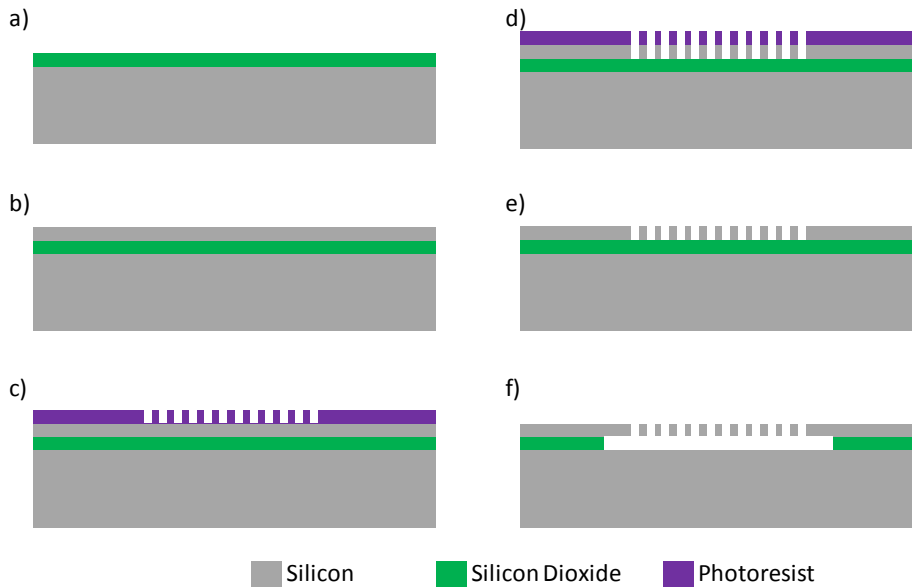 a)
b)
c)
d)
e)
f)
Silicon
Silicon Dioxide
Photoresist